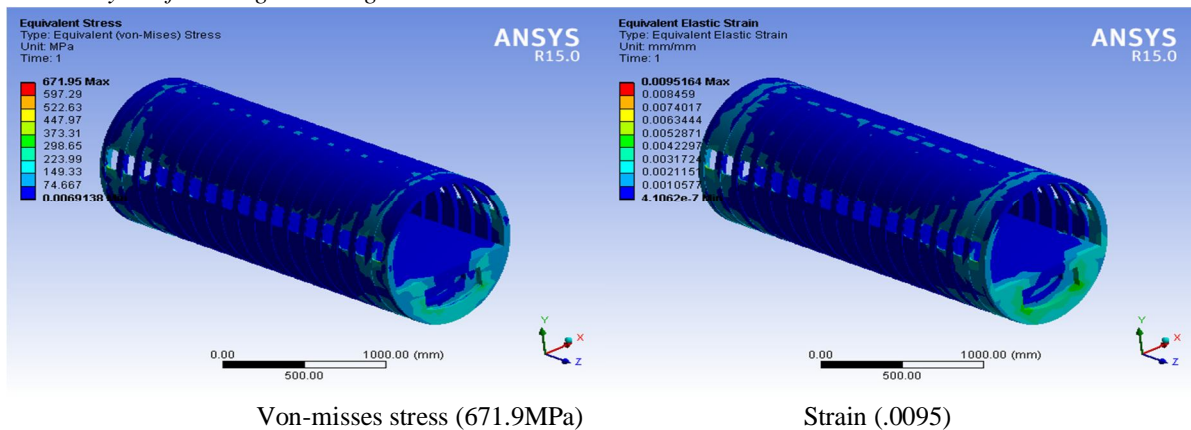 Equivalent Stress
Type: Equivalent (von-Mises) Stress
Unit: MPa
Time: 1
671.95 Max
597.29
522.63
447.97
373.31
298.65
223.99
149.33
74.667
0.0069138
ANSYS
R15.0
Y
X
Z
0.00
1000.00 (mm)
500.00
Equivalent Elastic Strain
Type: Equivalent Elastic Strain
Unit: mm/mm
Time: 1
0.0095164 Max
0.008459
0.0074017
0.0063444
0.0052871
0.0042297
0.0031724
0.0021151
0.0010577
4.1062e-7 Min
ANSYS
R15.0
Y
X
Z
0.00
1000.00 (mm)
500.00
Von-misses stress (671.9MPa)
Strain (.0095)